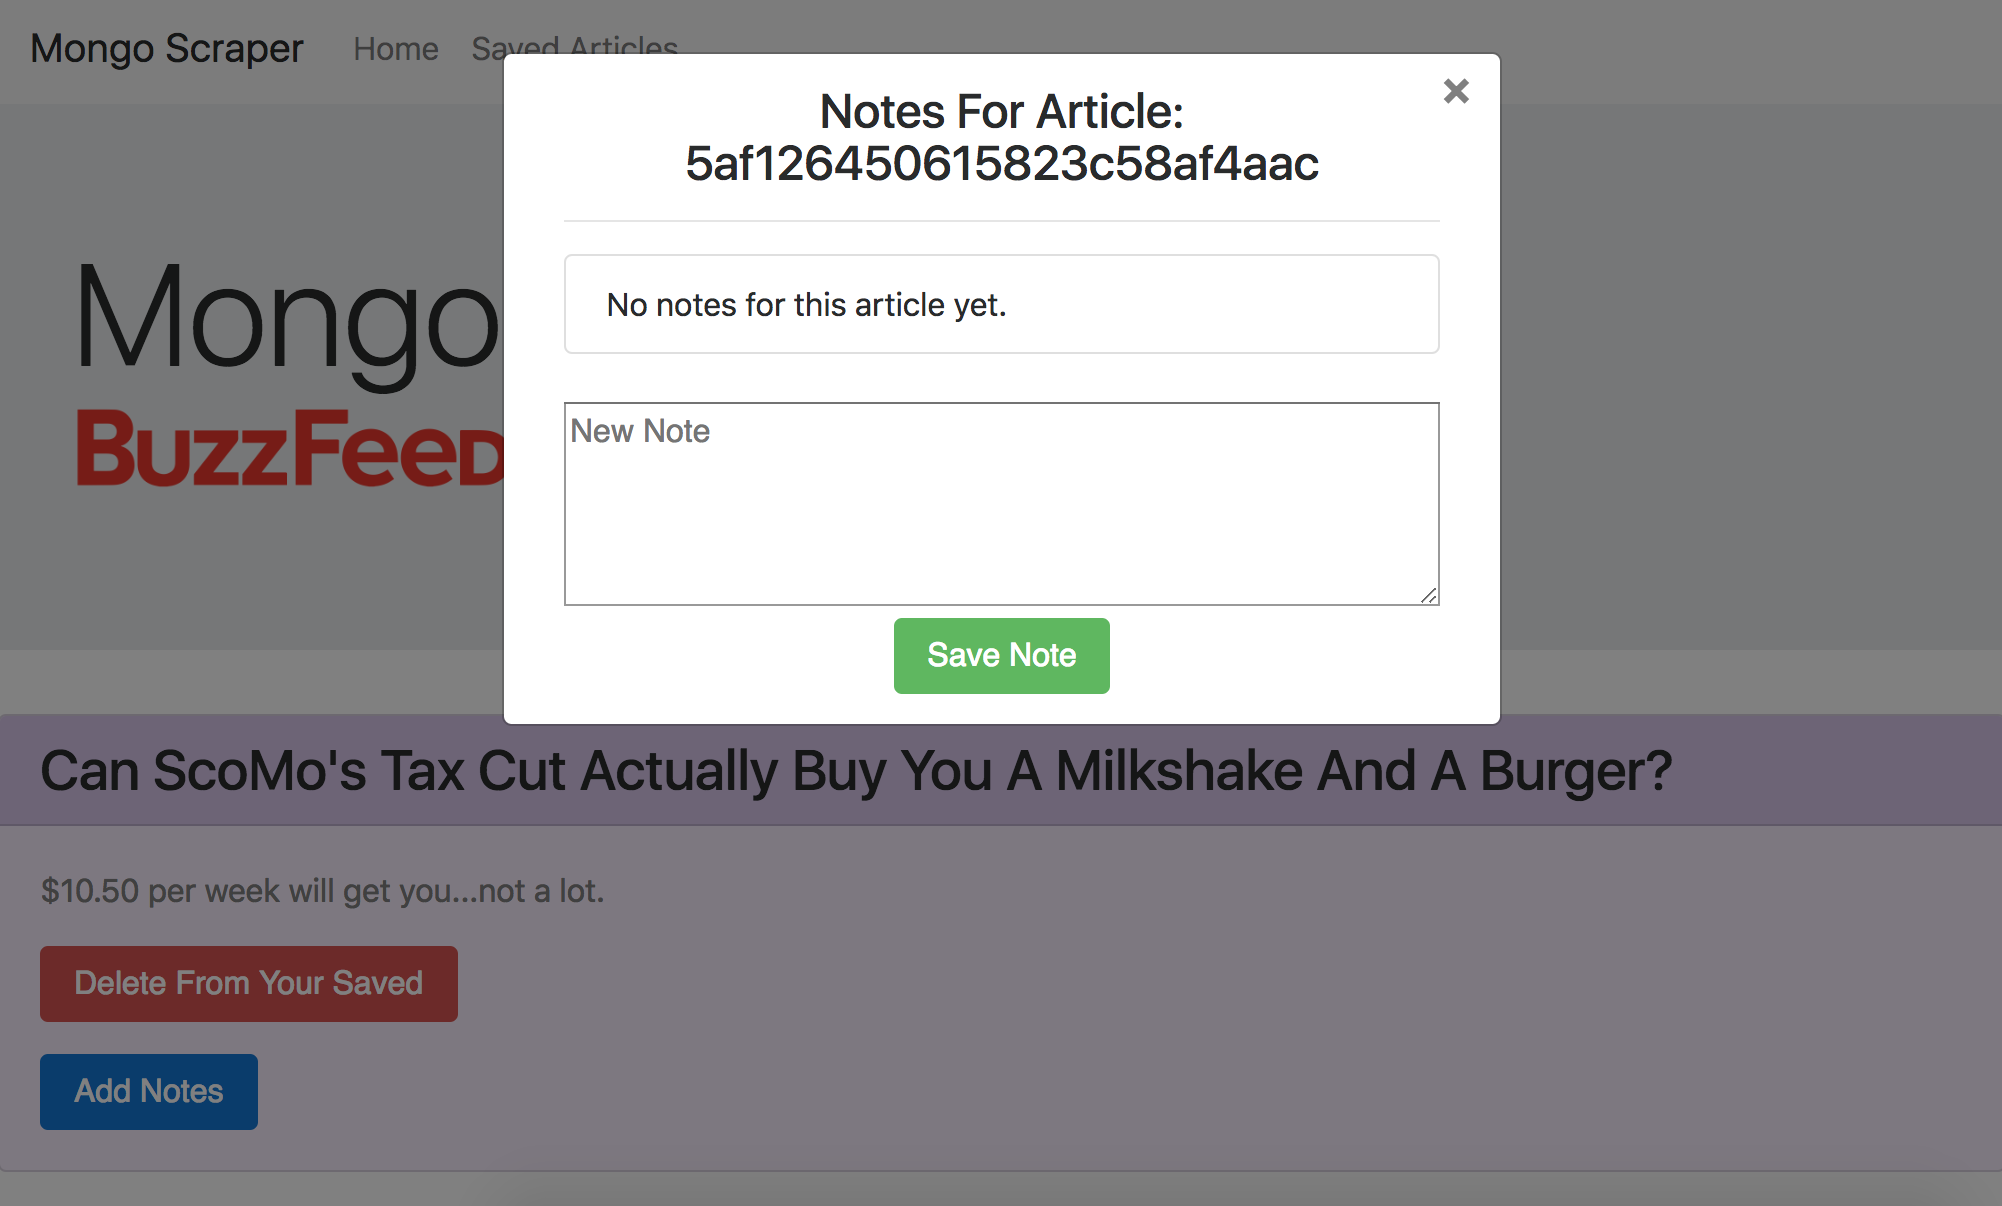 Mongo Scraper Home Saved Articles
×
Notes For Article:
5af126450615823c58af4aac
No notes for this article yet.
New Note
Save Note
Mongo
BuzzFeed
Can ScoMo's Tax Cut Actually Buy You A Milkshake And A Burger?
$10.50 per week will get you...not a lot.
Delete From Your Saved
Add Notes